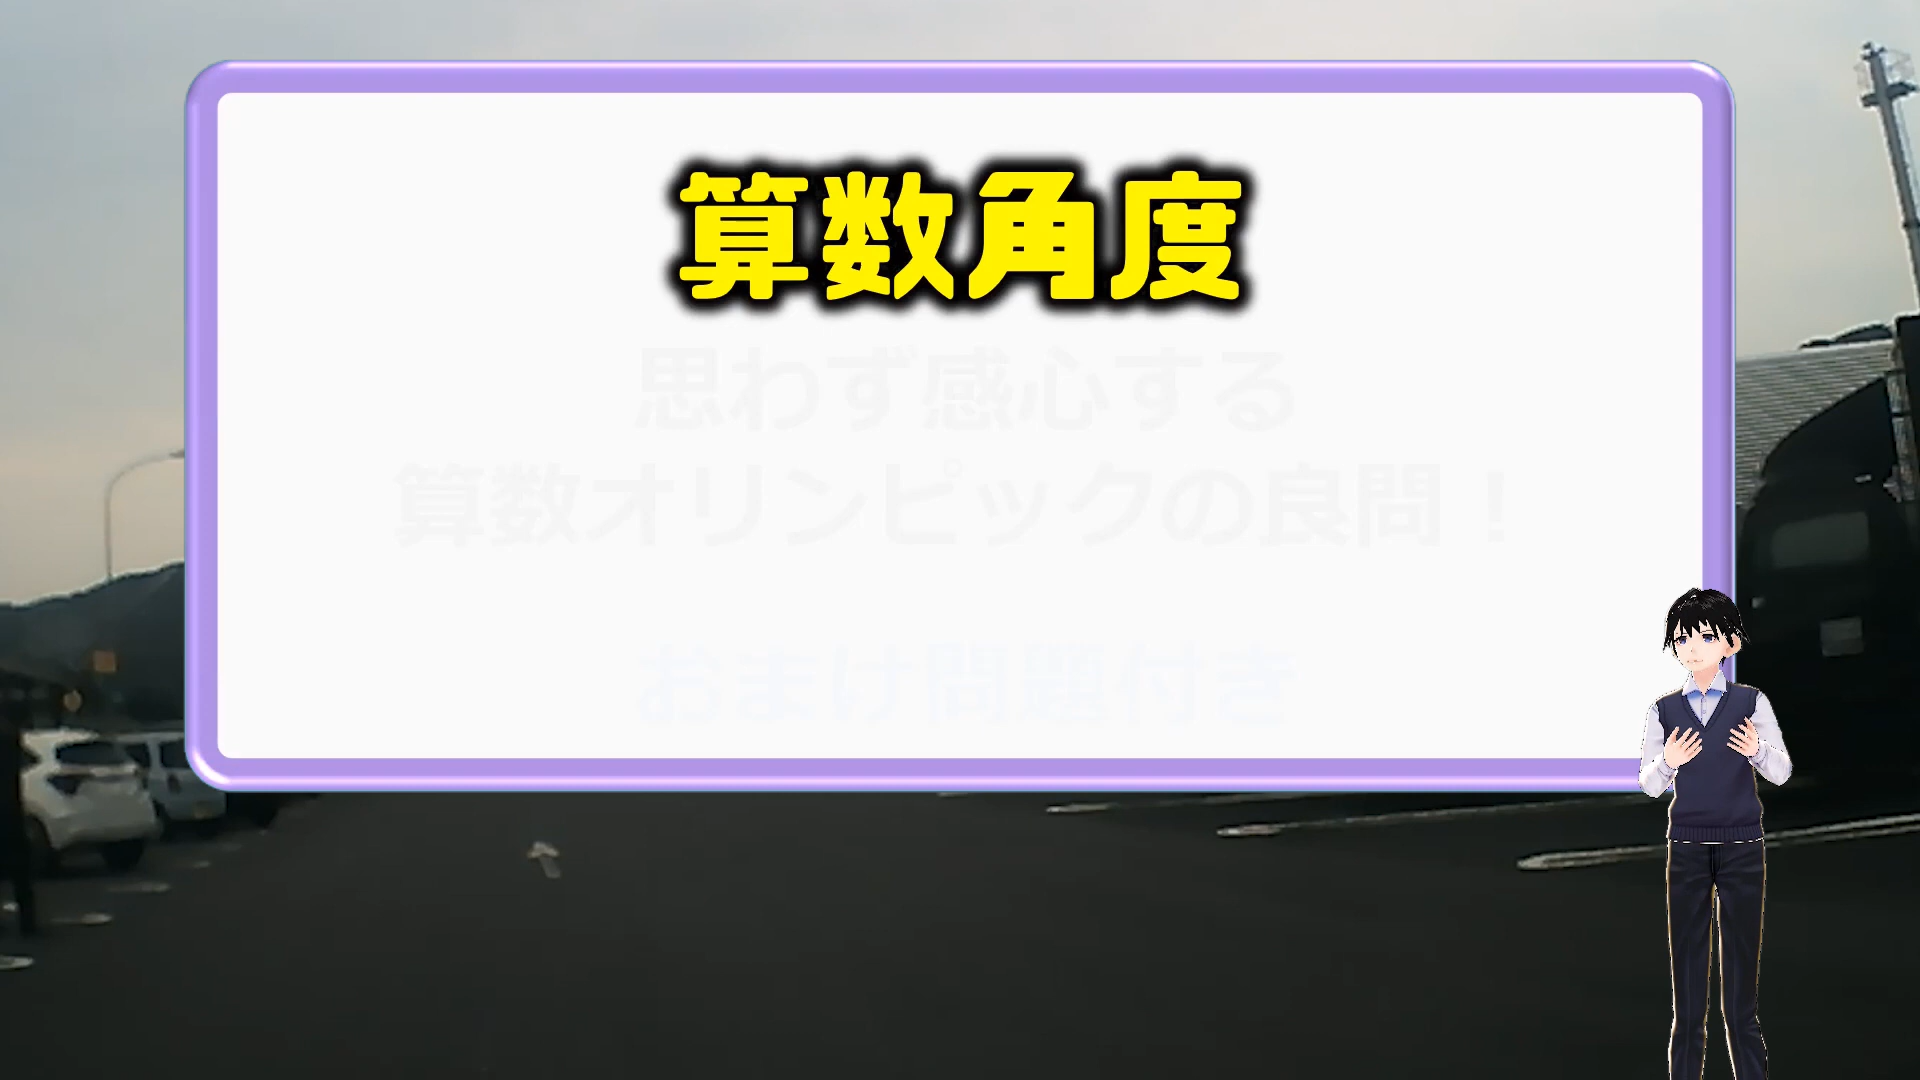 算数角度
思わず感心する
算数オリンピックの良問！
おまけ問題付き